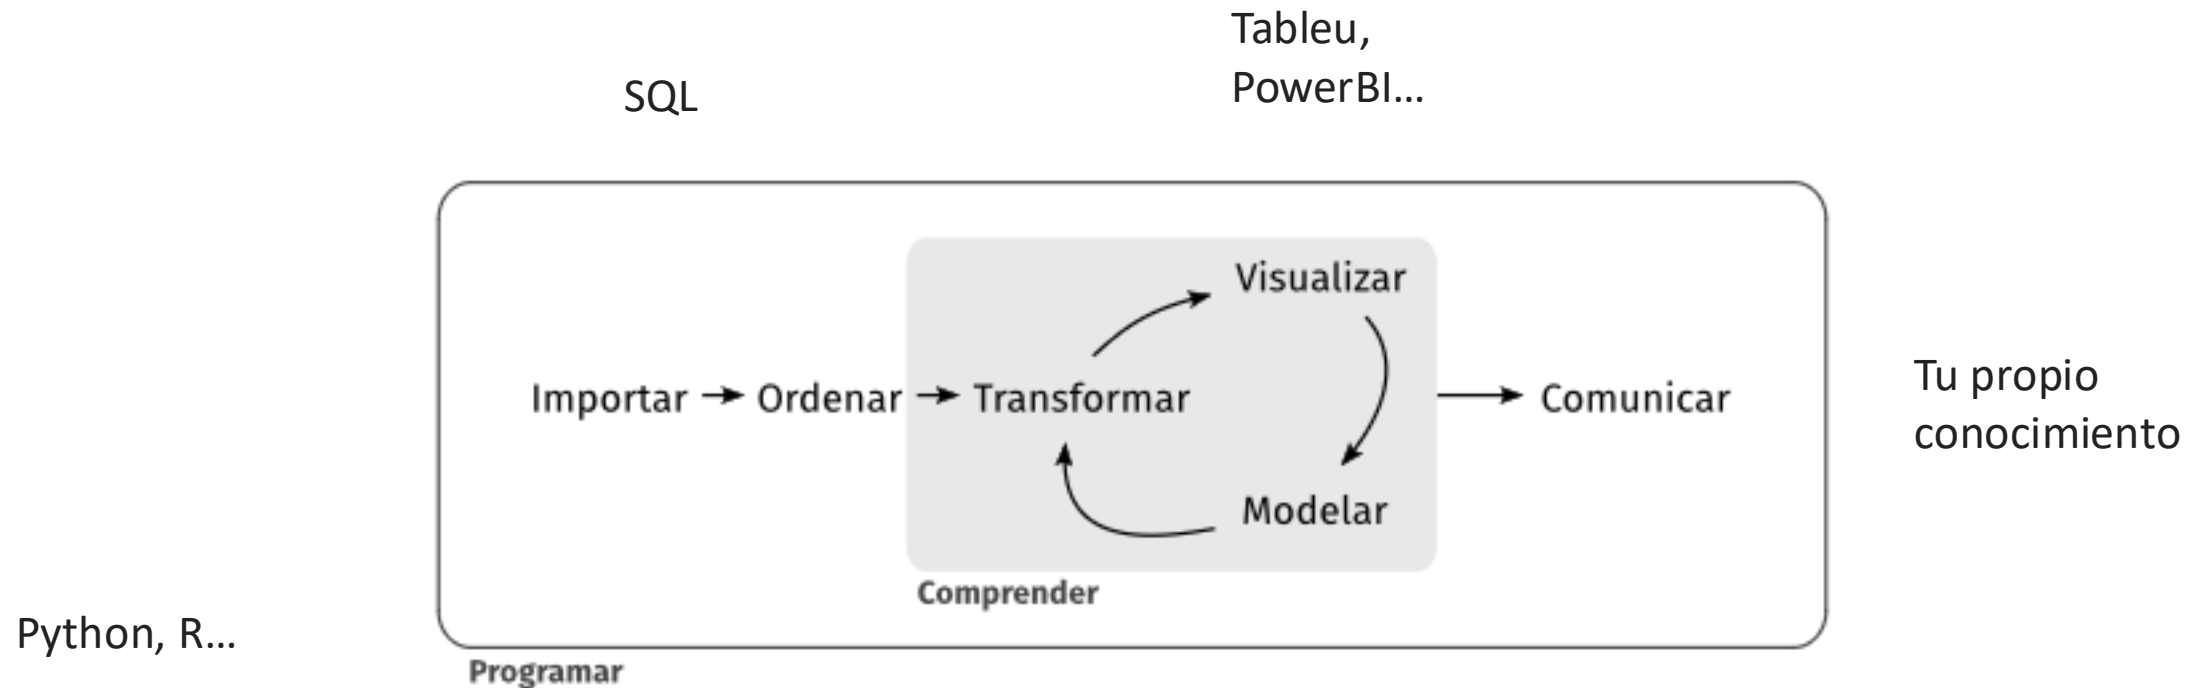 Tableu,
PowerBI...
SQL
Visualizar
Importar → Ordenar → Transformar → Comunicar
Tu propio
conocimiento
Modelar
Comprender
Python, R...
Programar